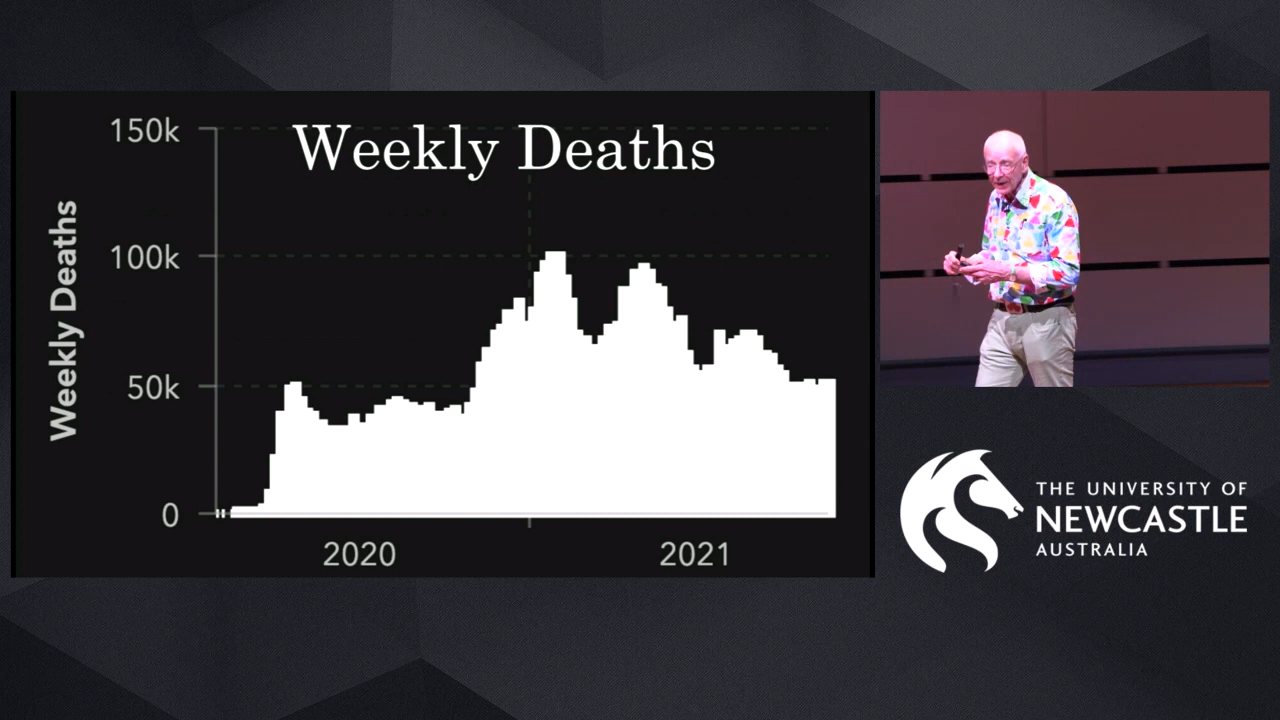 Weekly Deaths
150k
100k
50k
0
Weekly Deaths
2020
2021
THE UNIVERSITY OF
NEWCASTLE
AUSTRALIA